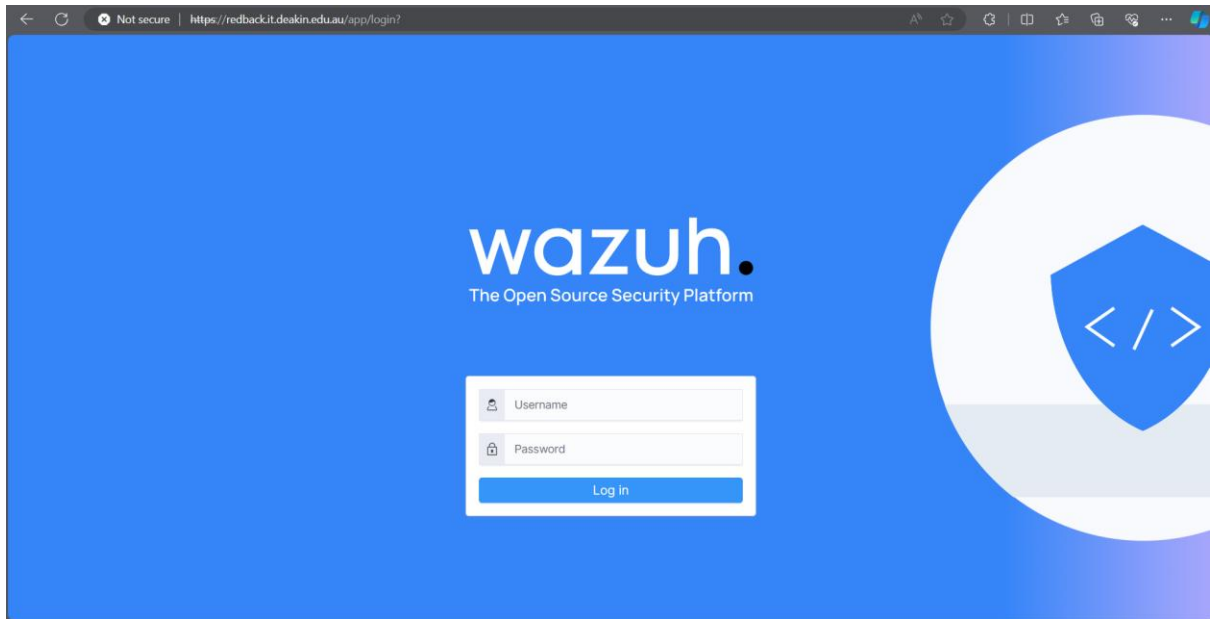 Not secure | https://redback.it.deakin.edu.au/app/login?
wazuh.
The Open Source Security Platform
Username
Password
Log in